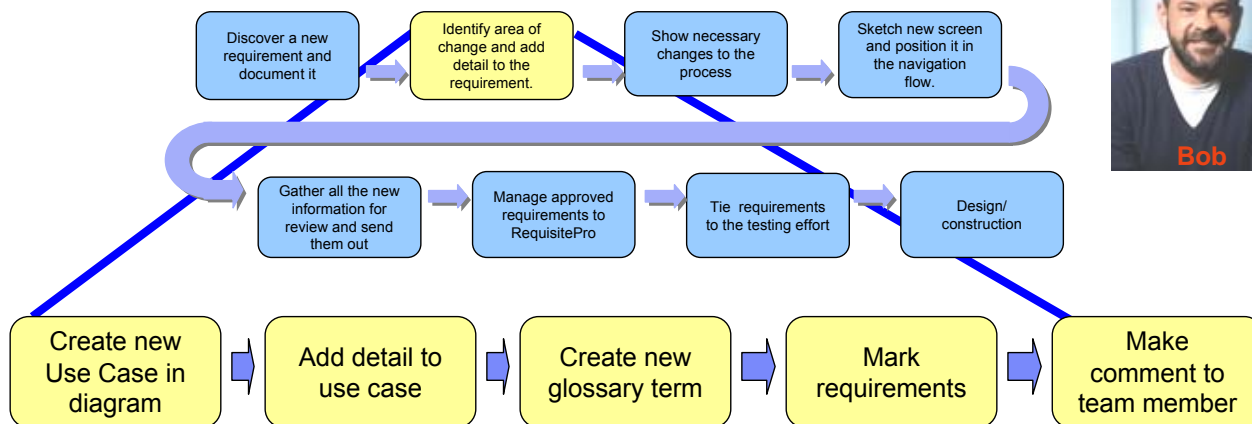 Discover a new
requirement and
document it
Identify area of
change and add
detail to the
requirement.
Show necessary
changes to the
process
Sketch new screen
and position it in
the navigation
flow.
Bob
Gather all the new
information for
review and send
them out
Manage approved
requirements to
RequisitePro
Tie requirements
to the testing effort
Design/
construction
Create new
Use Case in
diagram
Add detail to
use case
Create new
glossary term
Mark
requirements
Make
comment to
team member